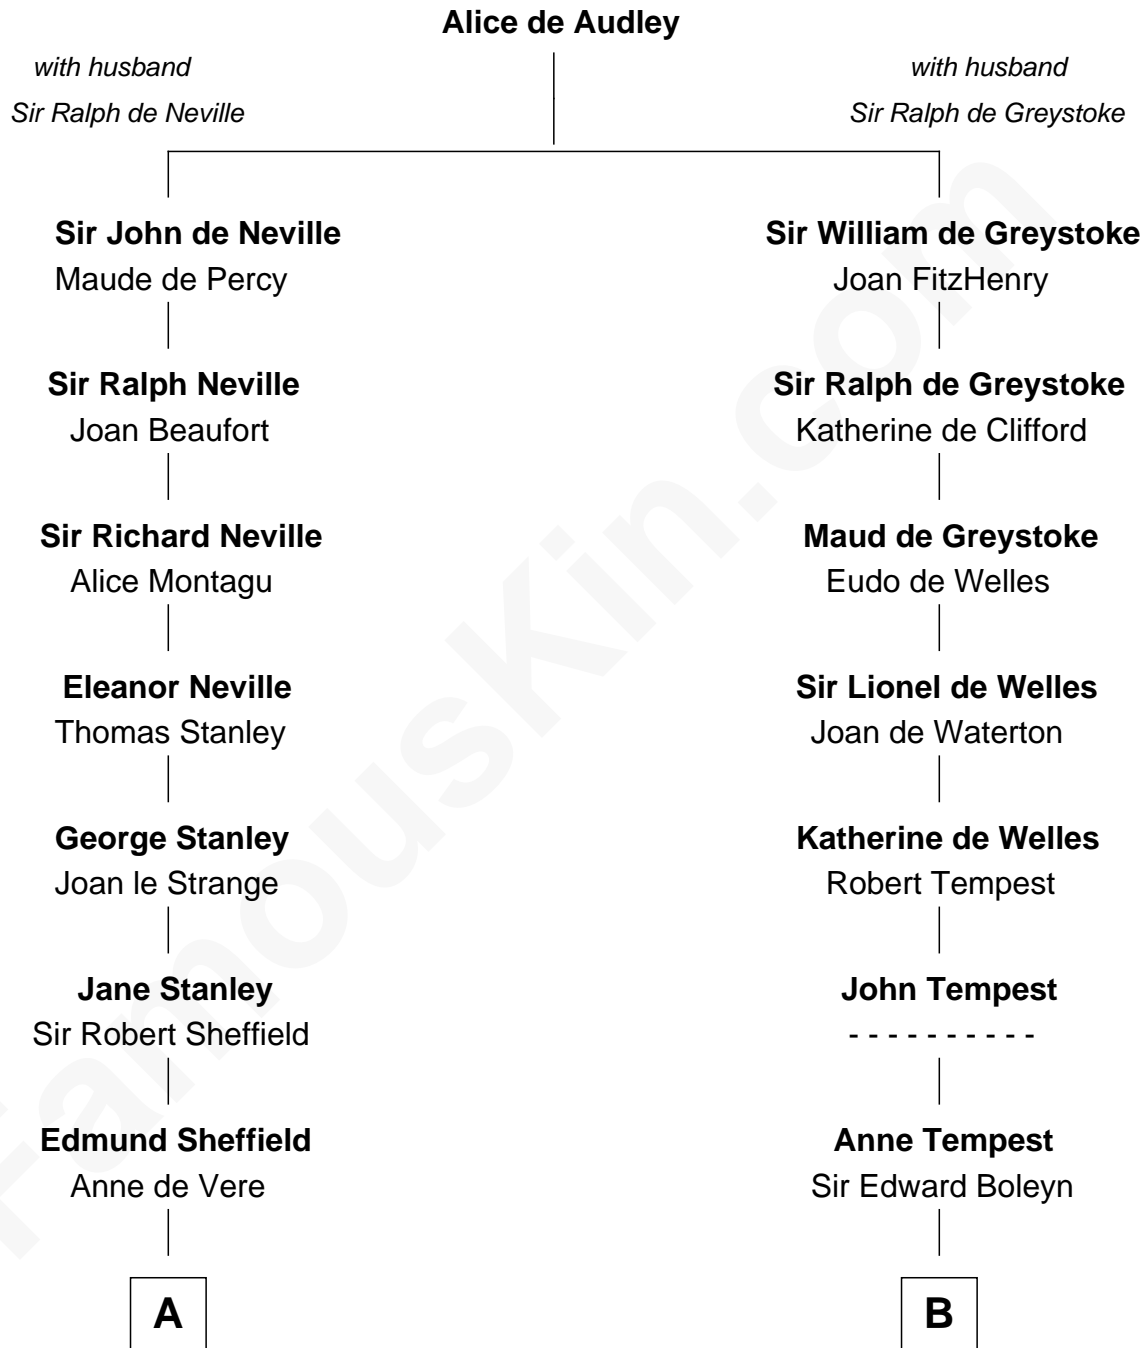 Alice de Audley
with husband
Sir Ralph de Neville
with husband
Sir Ralph de Greystoke
Sir John de Neville
Maude de Percy
Sir William de Greystoke
Joan FitzHenry
Sir Ralph Neville
Joan Beaufort
Sir Ralph de Greystoke
Katherine de Clifford
Sir Richard Neville
Alice Montagu
Maud de Greystoke
Eudo de Welles
Eleanor Neville
Thomas Stanley
Sir Lionel de Welles
Joan de Waterton
George Stanley
Joan le Strange
Katherine de Welles
Robert Tempest
Jane Stanley
Sir Robert Sheffield
John Tempest
- - - - - - - - - -
Edmund Sheffield
Anne de Vere
Anne Tempest
Sir Edward Boleyn
A
B
FamousKin.com